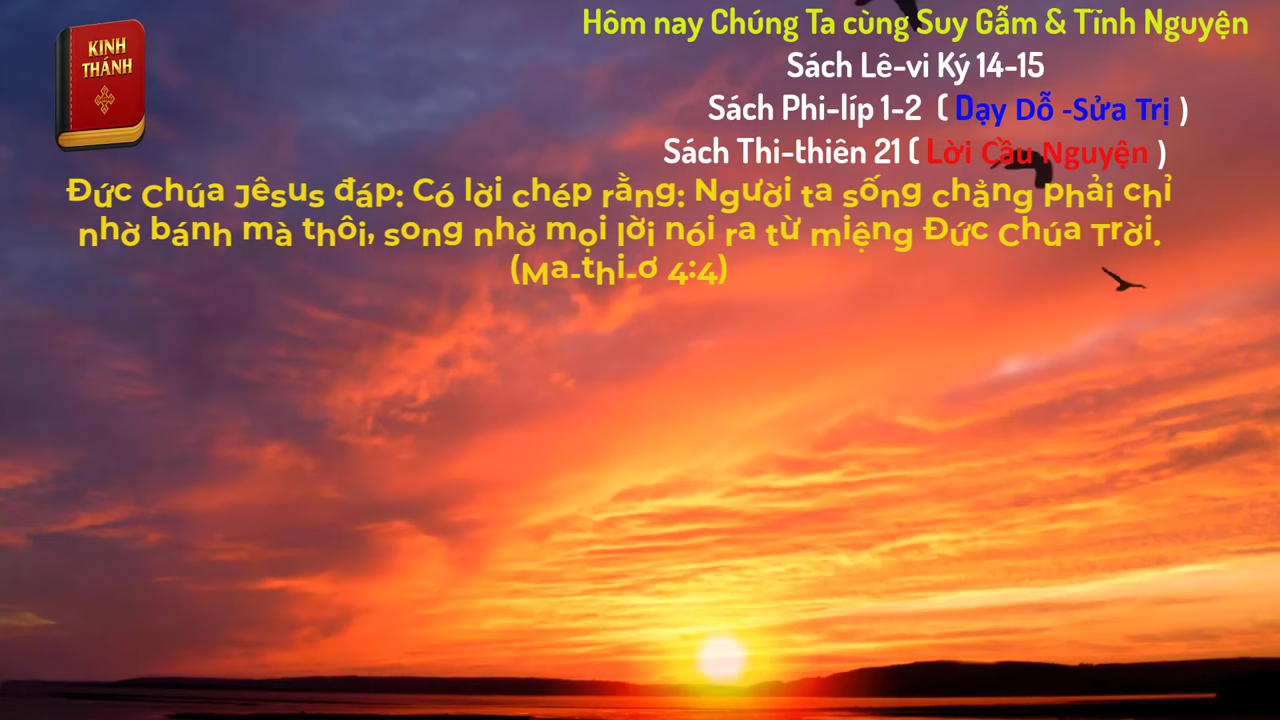 KINH
THÁNH
Hôm nay Chúng Ta cùng Suy Gẫm & Tĩnh Nguyện
Sách Lê-vi Ký 14-15
Sách Phi-líp 1-2 ( Dạy Dỗ -Sửa Trị )
Sách Thi-thiên 21 ( Lời Cầu Nguyện )
Đức Chúa Jêsus đáp: Có lời chép rằng: Người ta sống chẳng phải chỉ
nhờ bánh mà thôi, song nhờ mọi lời nói ra từ miệng Đức Chúa Trời.
(Ma-thi-ơ 4:4)